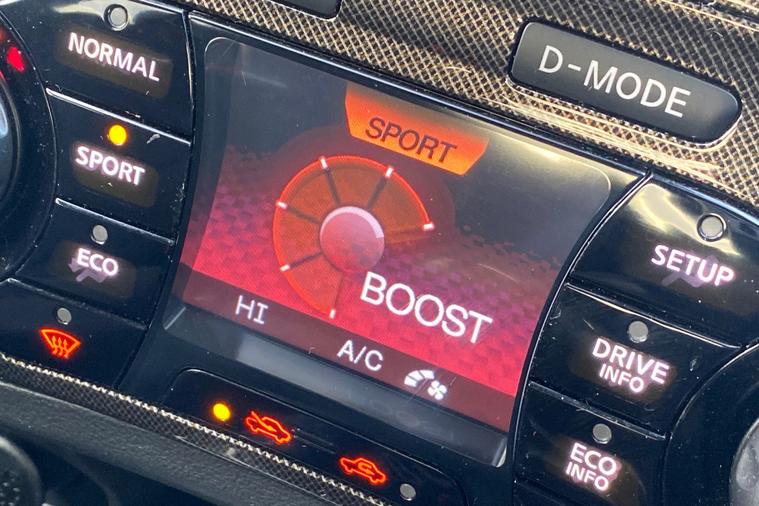 D-MODE
NORMAL
SPORT
ECO
SPORT
BOOST
HI
A/C
SETUP
DRIVE
INFO
ECO
INFO